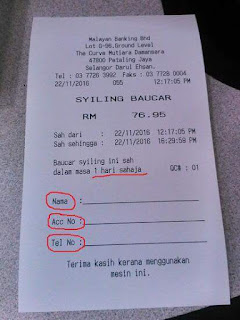 Malayan Banking Bhd
Lot G-96,Ground Level
The Curve Mutiara Damansara
47800 Petaling Jaya
Selangor Darul Ehsan.
Tel : 03 7726 3992 Faks : 03 7728 0004
22/11/2016 055 12:17:05 PM
SYILING BAUCAR
RM 76.95
Sah dari : 22/11/2016 12:17:05 PM
Sah sehingga : 22/11/2016 16:29:59 PM
Baucar syiling ini sah
dalam masa 1 hari sahaja QC# : 01
Nama :
Acc No :
Tel No :
Terima kasih kerana menggunakan
mesin ini.